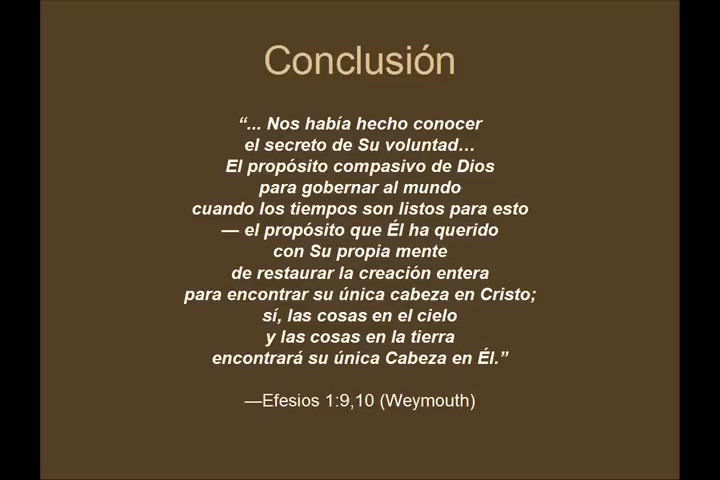 Conclusión
“... Nos había hecho conocer
el secreto de Su voluntad…
El propósito compasivo de Dios
para gobernar al mundo
cuando los tiempos son listos para esto
— el propósito que Él ha querido
con Su propia mente
de restaurar la creación entera
para encontrar su única cabeza en Cristo;
sí, las cosas en el cielo
y las cosas en la tierra
encontrará su única Cabeza en Él.”
—Efesios 1:9,10 (Weymouth)